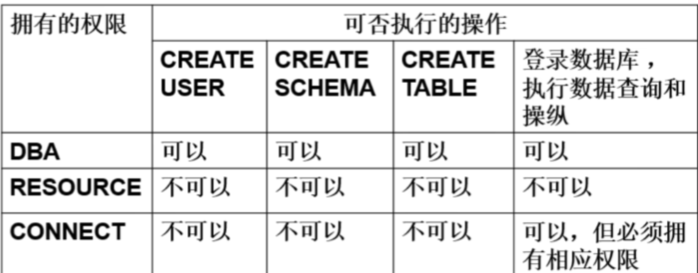 拥有的权限
可否执行的操作
CREATE USER
CREATE SCHEMA
CREATE TABLE
登录数据库，
执行数据查询和
操纵
DBA 可以 可以 可以 可以
RESOURCE 不可以 不可以 不可以 不可以
CONNECT 不可以 不可以 不可以 可以，但必须拥
有相应权限